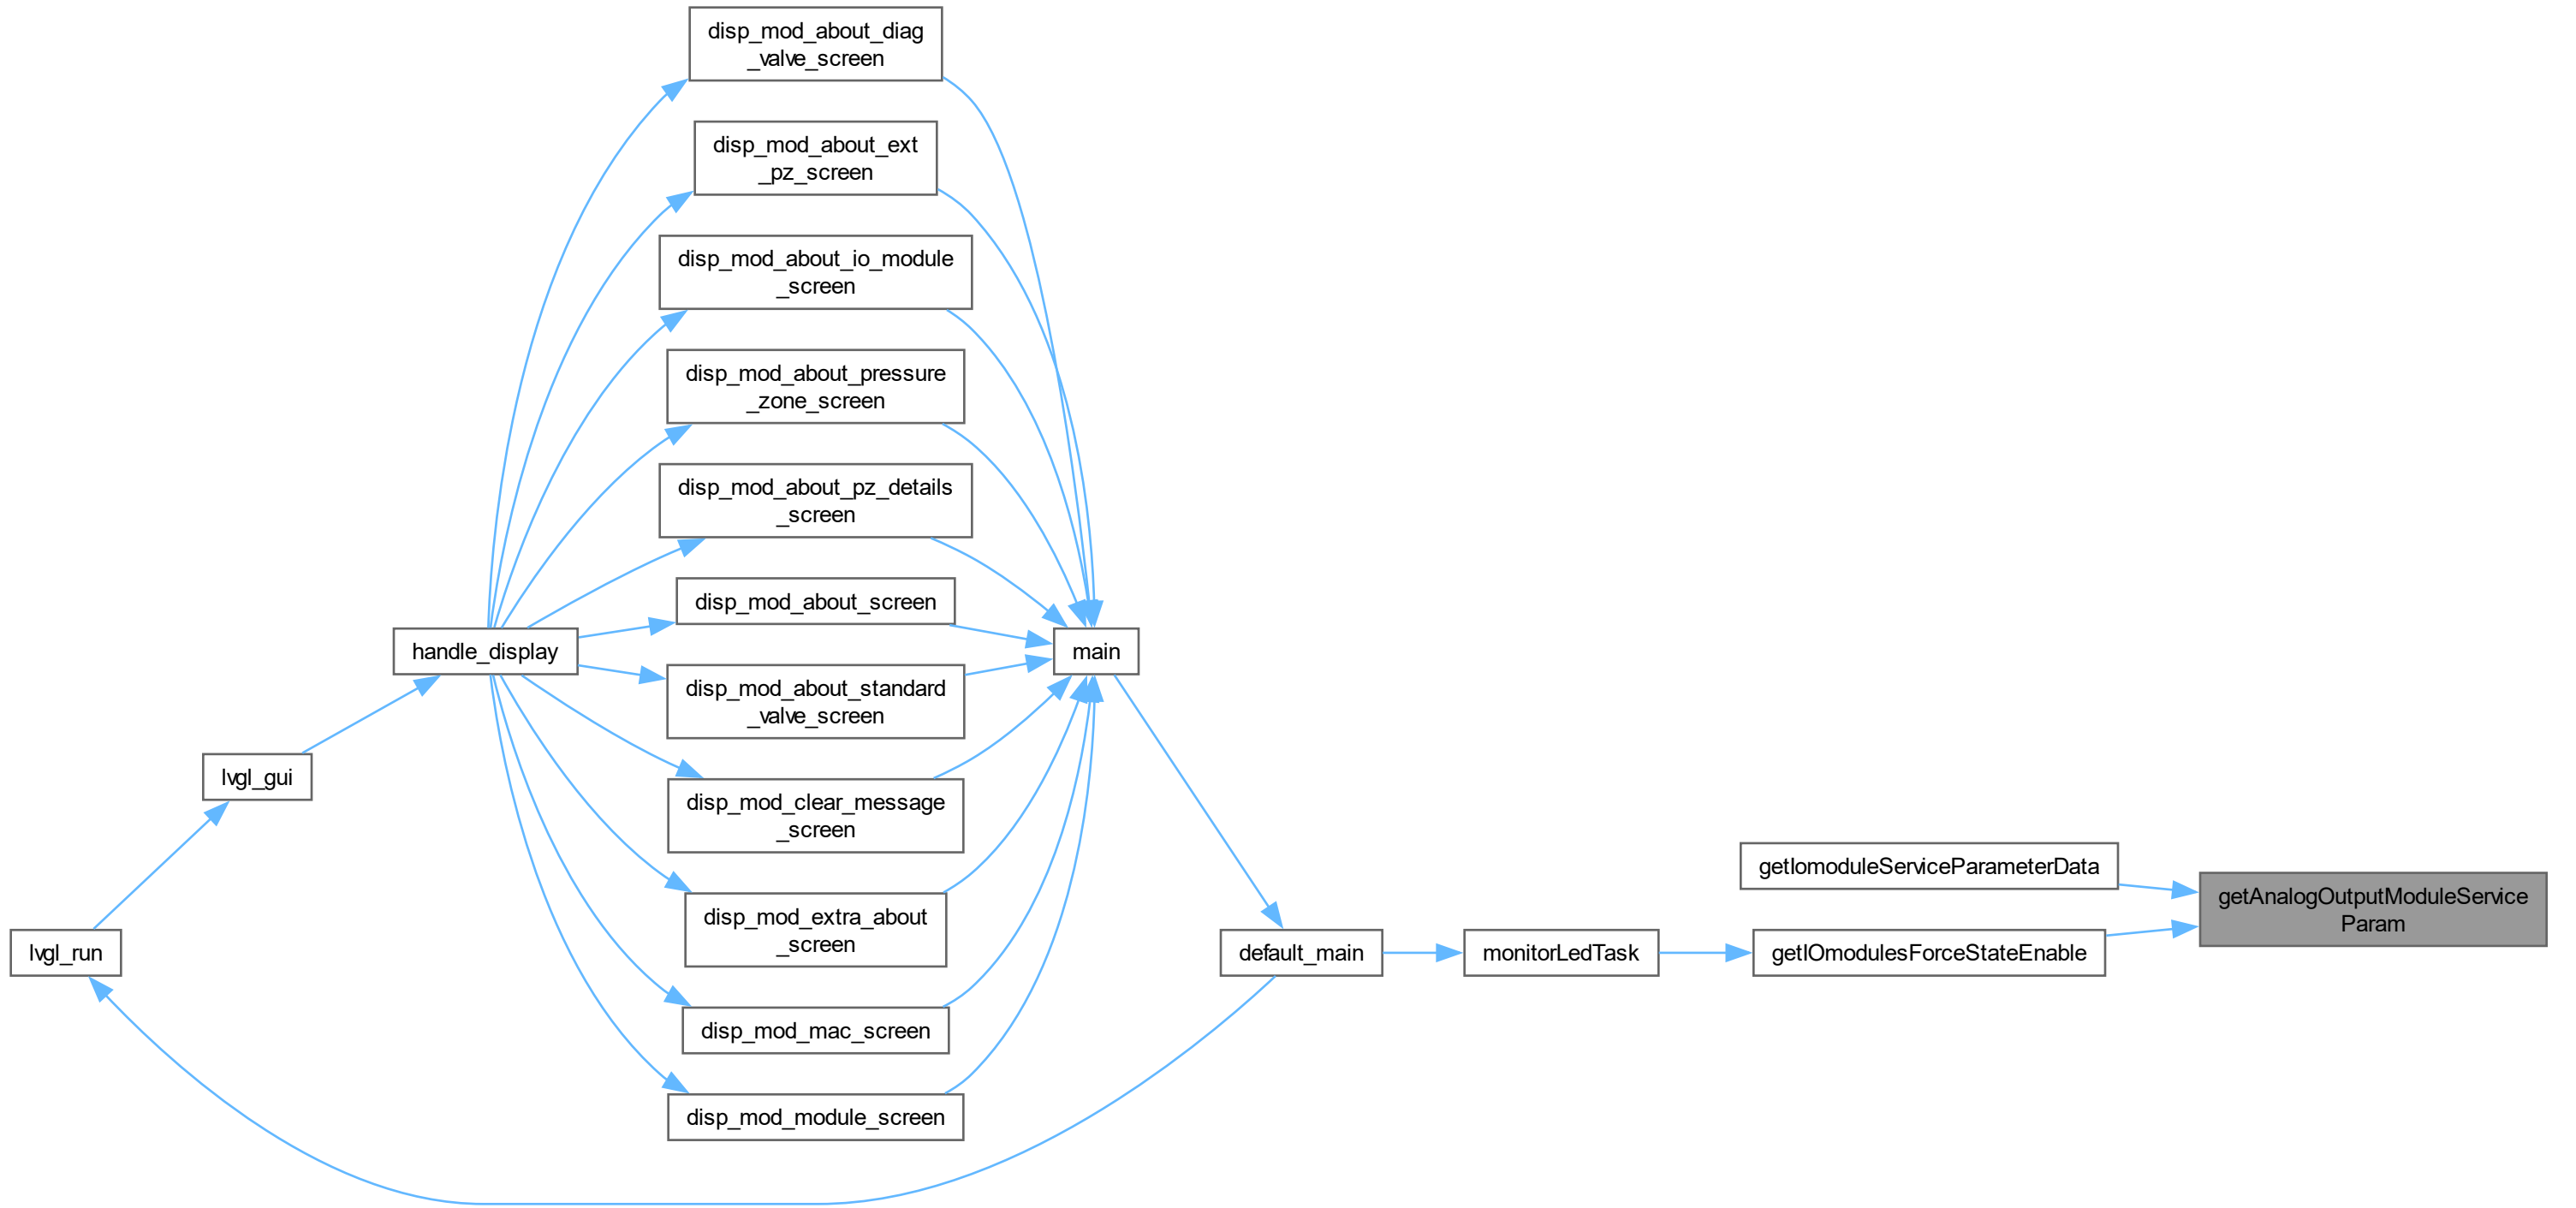 disp_mod_about_diag
_valve_screen
disp_mod_about_ext
_pz_screen
disp_mod_about_io_module
_screen
disp_mod_about_pressure
_zone_screen
disp_mod_about_pz_details
_screen
disp_mod_about_screen
handle_display
main
disp_mod_about_standard
_valve_screen
lvgl_gui
disp_mod_clear_message
_screen
getIomoduleServiceParameterData
getAnalogOutputModuleService
Param
disp_mod_extra_about
_screen
lvgl_run
default_main
monitorLedTask
getIOmodulesForceStateEnable
disp_mod_mac_screen
disp_mod_module_screen